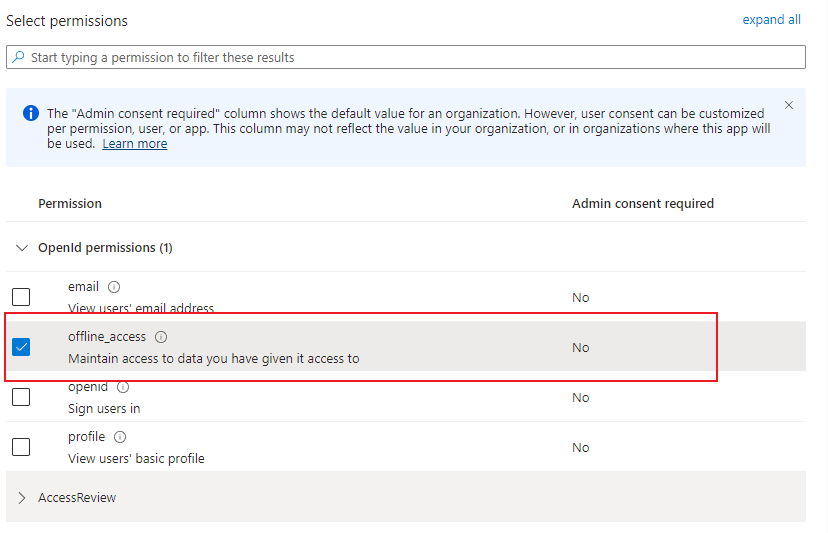 Select permissions
expand all
Start typing a permission to filter these results
The "Admin consent required" column shows the default value for an organization. However, user consent can be customized
per permission, user, or app. This column may not reflect the value in your organization, or in organizations where this app will
be used. Learn more
Permission
Admin consent required
OpenId permissions (1)
email
View users' email address
No
offline_access
Maintain access to data you have given it access to
No
openid
Sign users in
No
profile
View users' basic profile
No
AccessReview